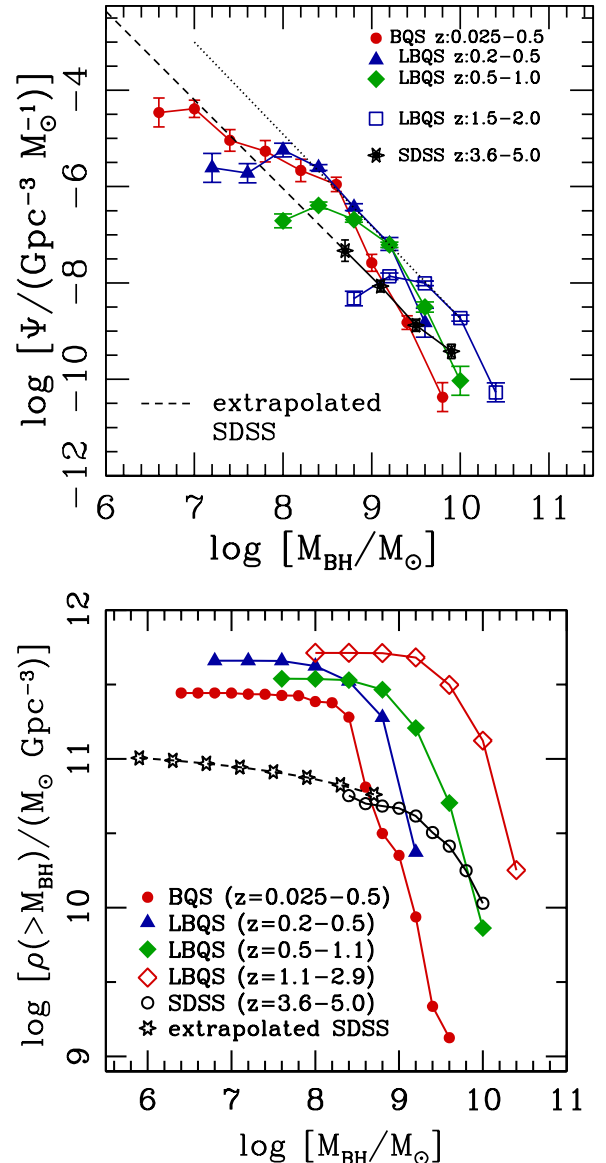 log [Ψ/(Gpc⁻³ M⊙⁻¹)]
−4
−6
−8
−10
−12
BQS z:0.025−0.5
LBQS z:0.2−0.5
LBQS z:0.5−1.0
LBQS z:1.5−2.0
SDSS z:3.6−5.0
extrapolated
SDSS
6 7 8 9 10 11
log [M_BH/M⊙]
log [ρ(>M_BH)/(M⊙ Gpc⁻³)]
12
11
10
9
BQS (z=0.025−0.5)
LBQS (z=0.2−0.5)
LBQS (z=0.5−1.1)
LBQS (z=1.1−2.9)
SDSS (z=3.6−5.0)
extrapolated SDSS
6 7 8 9 10 11
log [M_BH/M⊙]